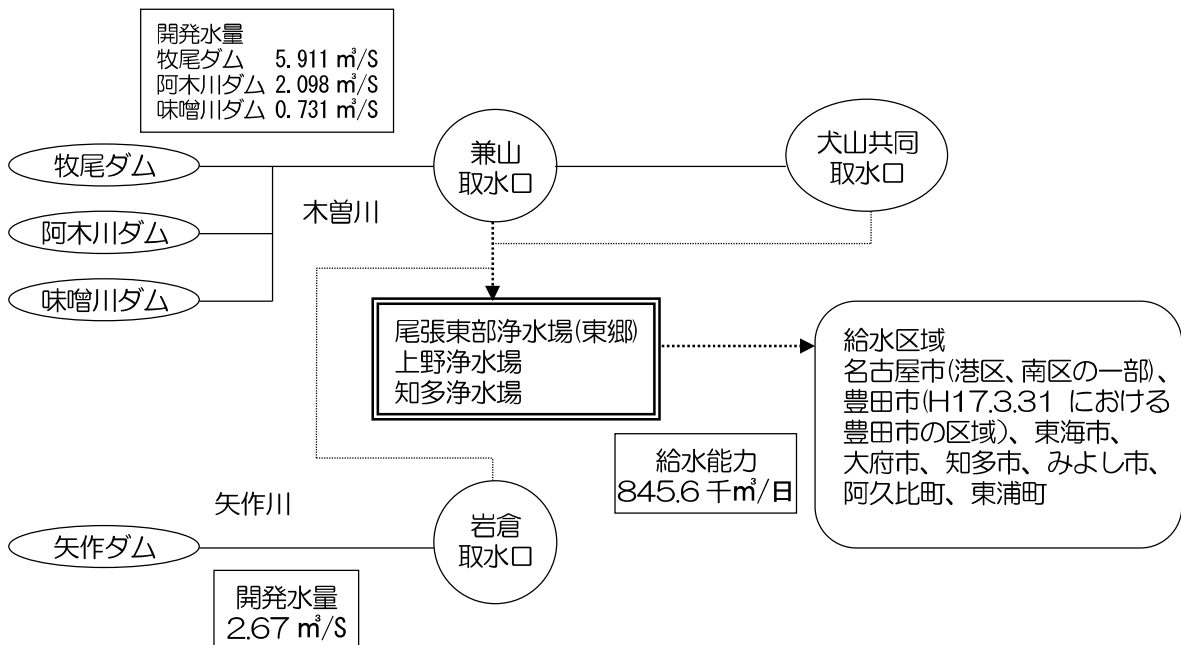 開発水量
牧尾ダム 5.911 ㎥/S
阿木川ダム 2.098 ㎥/S
味噌川ダム 0.731 ㎥/S
牧尾ダム
兼山
取水口
犬山共同
取水口
木曽川
阿木川ダム
味噌川ダム
尾張東部浄水場(東郷)
上野浄水場
知多浄水場
給水区域
名古屋市(港区、南区の一部)、
豊田市(H17.3.31 における
豊田市の区域)、東海市、
大府市、知多市、みよし市、
阿久比町、東浦町
給水能力
845.6 千㎥/日
矢作川
矢作ダム
岩倉
取水口
開発水量
2.67 ㎥/S